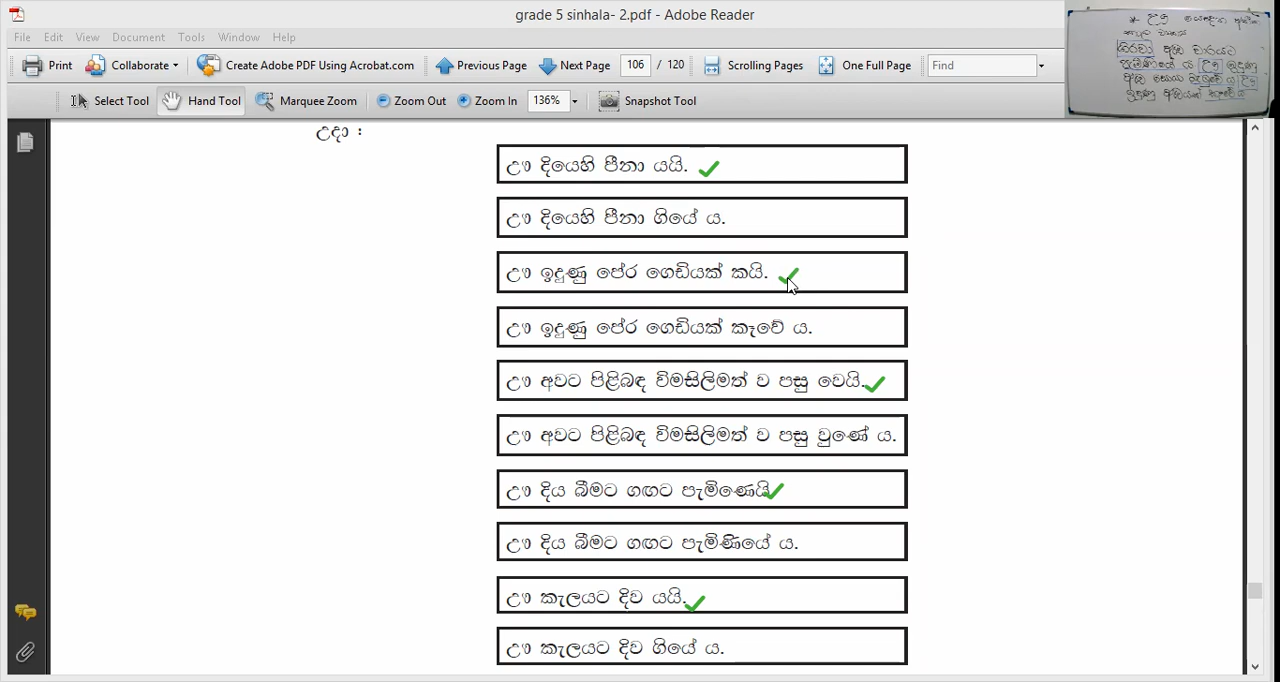 grade 5 sinhala- 2.pdf - Adobe Reader
File Edit View Document Tools Window Help
Print Collaborate Create Adobe PDF Using Acrobat.com Previous Page Next Page 106 / 120 Scrolling Pages One Full Page Find
Select Tool Hand Tool Marquee Zoom Zoom Out Zoom In 136% Snapshot Tool
උදා :
ඌ දියෙහි පීනා යයි.
ඌ දියෙහි පීනා ගියේ ය.
ඌ ඉදුණු පේර ගෙඩියක් කයි.
ඌ ඉදුණු පේර ගෙඩියක් කෑවේ ය.
ඌ අවට පිළිබඳ විමසිලිමත් ව පසු වෙයි.
ඌ අවට පිළිබඳ විමසිලිමත් ව පසු වුණේ ය.
ඌ දිය බීමට ගඟට පැමිණෙයි
ඌ දිය බීමට ගඟට පැමිණියේ ය.
ඌ කැලයට දිව යයි.
ඌ කැලයට දිව ගියේ ය.